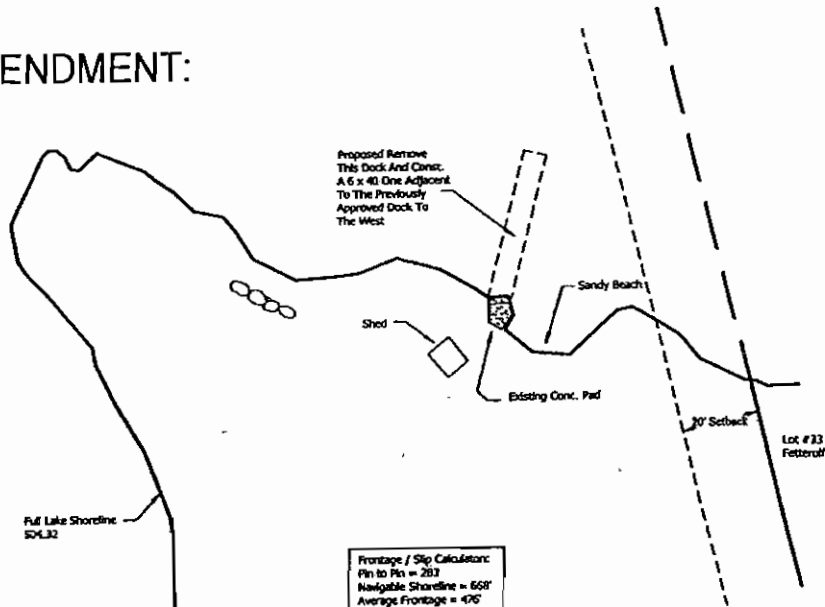 ENDMENT:
Proposed Remove
This Dock And Const.
A 6 x 40 One Adjacent
To The Previously
Approved Dock To
The West
Sandy Beach
Shed
Existing Conc. Pad
20' Setback
Lot #33
Full Lake Shoreline
Frontage / Slip Calculation:
Pin to Pin = 283
Navigable Shoreline = 668'
Average Frontage = 476'